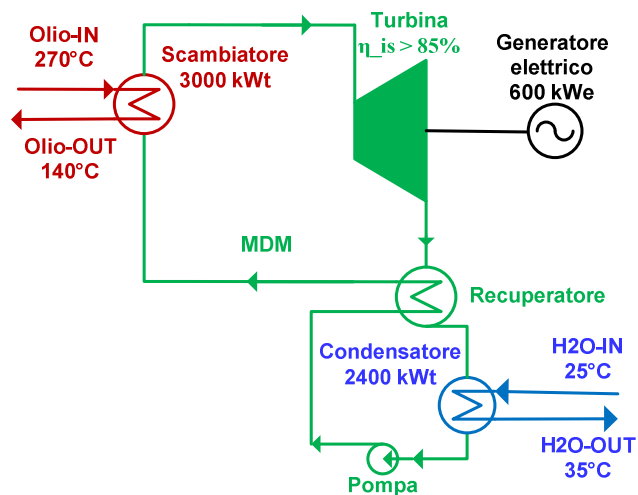 Olio-IN
270°C
Scambiatore
3000 kWt
Olio-OUT
140°C
Turbina
η_is > 85%
Generatore
elettrico
600 kWe
MDM
Recuperatore
Condensatore
2400 kWt
H2O-IN
25°C
H2O-OUT
35°C
Pompa